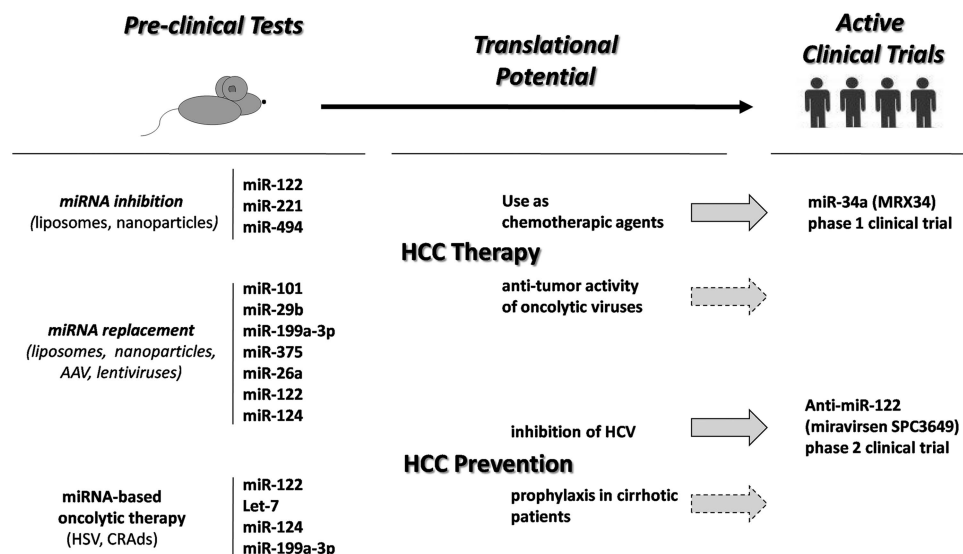 Pre-clinical Tests
Translational
Potential
Active
Clinical Trials
miRNA inhibition
(liposomes, nanoparticles)
miR-122
miR-221
miR-494
miRNA replacement
(liposomes, nanoparticles,
AAV, lentiviruses)
miR-101
miR-29b
miR-199a-3p
miR-375
miR-26a
miR-122
miR-124
miRNA-based
oncolytic therapy
(HSV, CRAds)
miR-122
Let-7
miR-124
miR-199a-3p
HCC Therapy
Use as
chemotherapic agents
anti-tumor activity
of oncolytic viruses
HCC Prevention
inhibition of HCV
prophylaxis in cirrhotic
patients
miR-34a (MRX34)
phase 1 clinical trial
Anti-miR-122
(miravirsen SPC3649)
phase 2 clinical trial